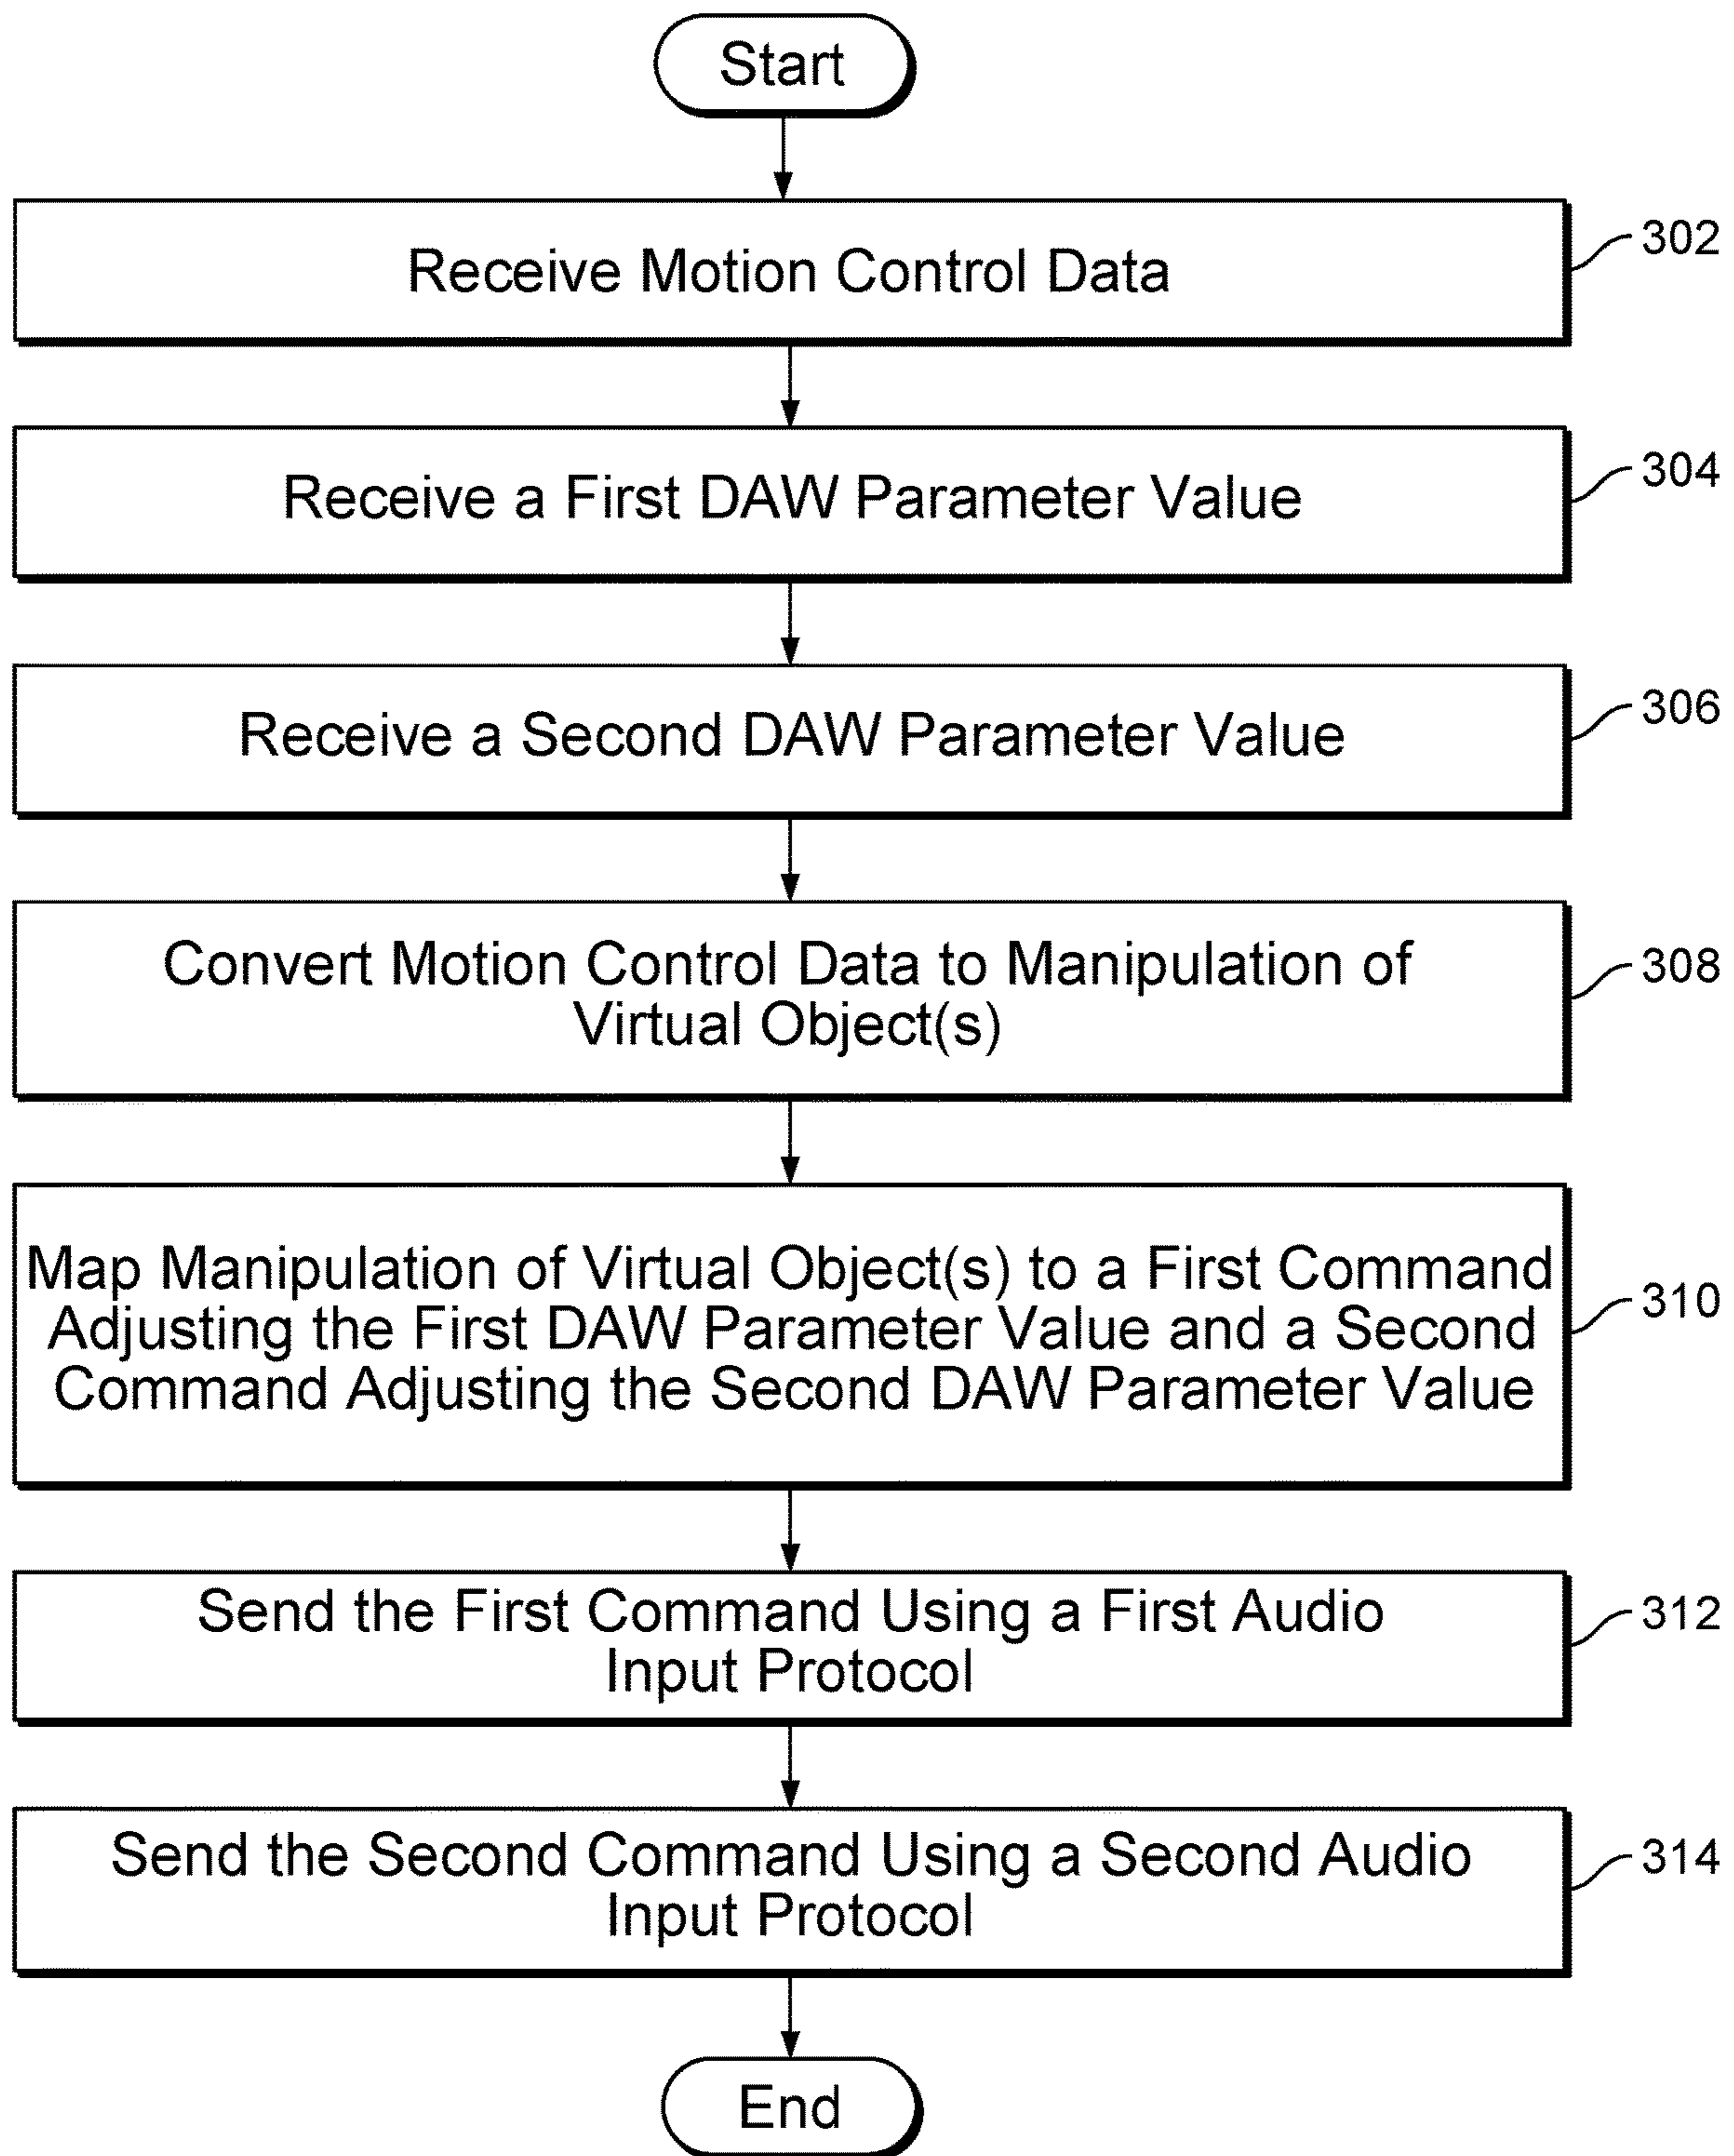 Start
Receive Motion Control Data
302
Receive a First DAW Parameter Value
304
Receive a Second DAW Parameter Value
306
Convert Motion Control Data to Manipulation of
Virtual Object(s)
308
Map Manipulation of Virtual Object(s) to a First Command
Adjusting the First DAW Parameter Value and a Second
Command Adjusting the Second DAW Parameter Value
310
Send the First Command Using a First Audio
Input Protocol
312
Send the Second Command Using a Second Audio
Input Protocol
314
End